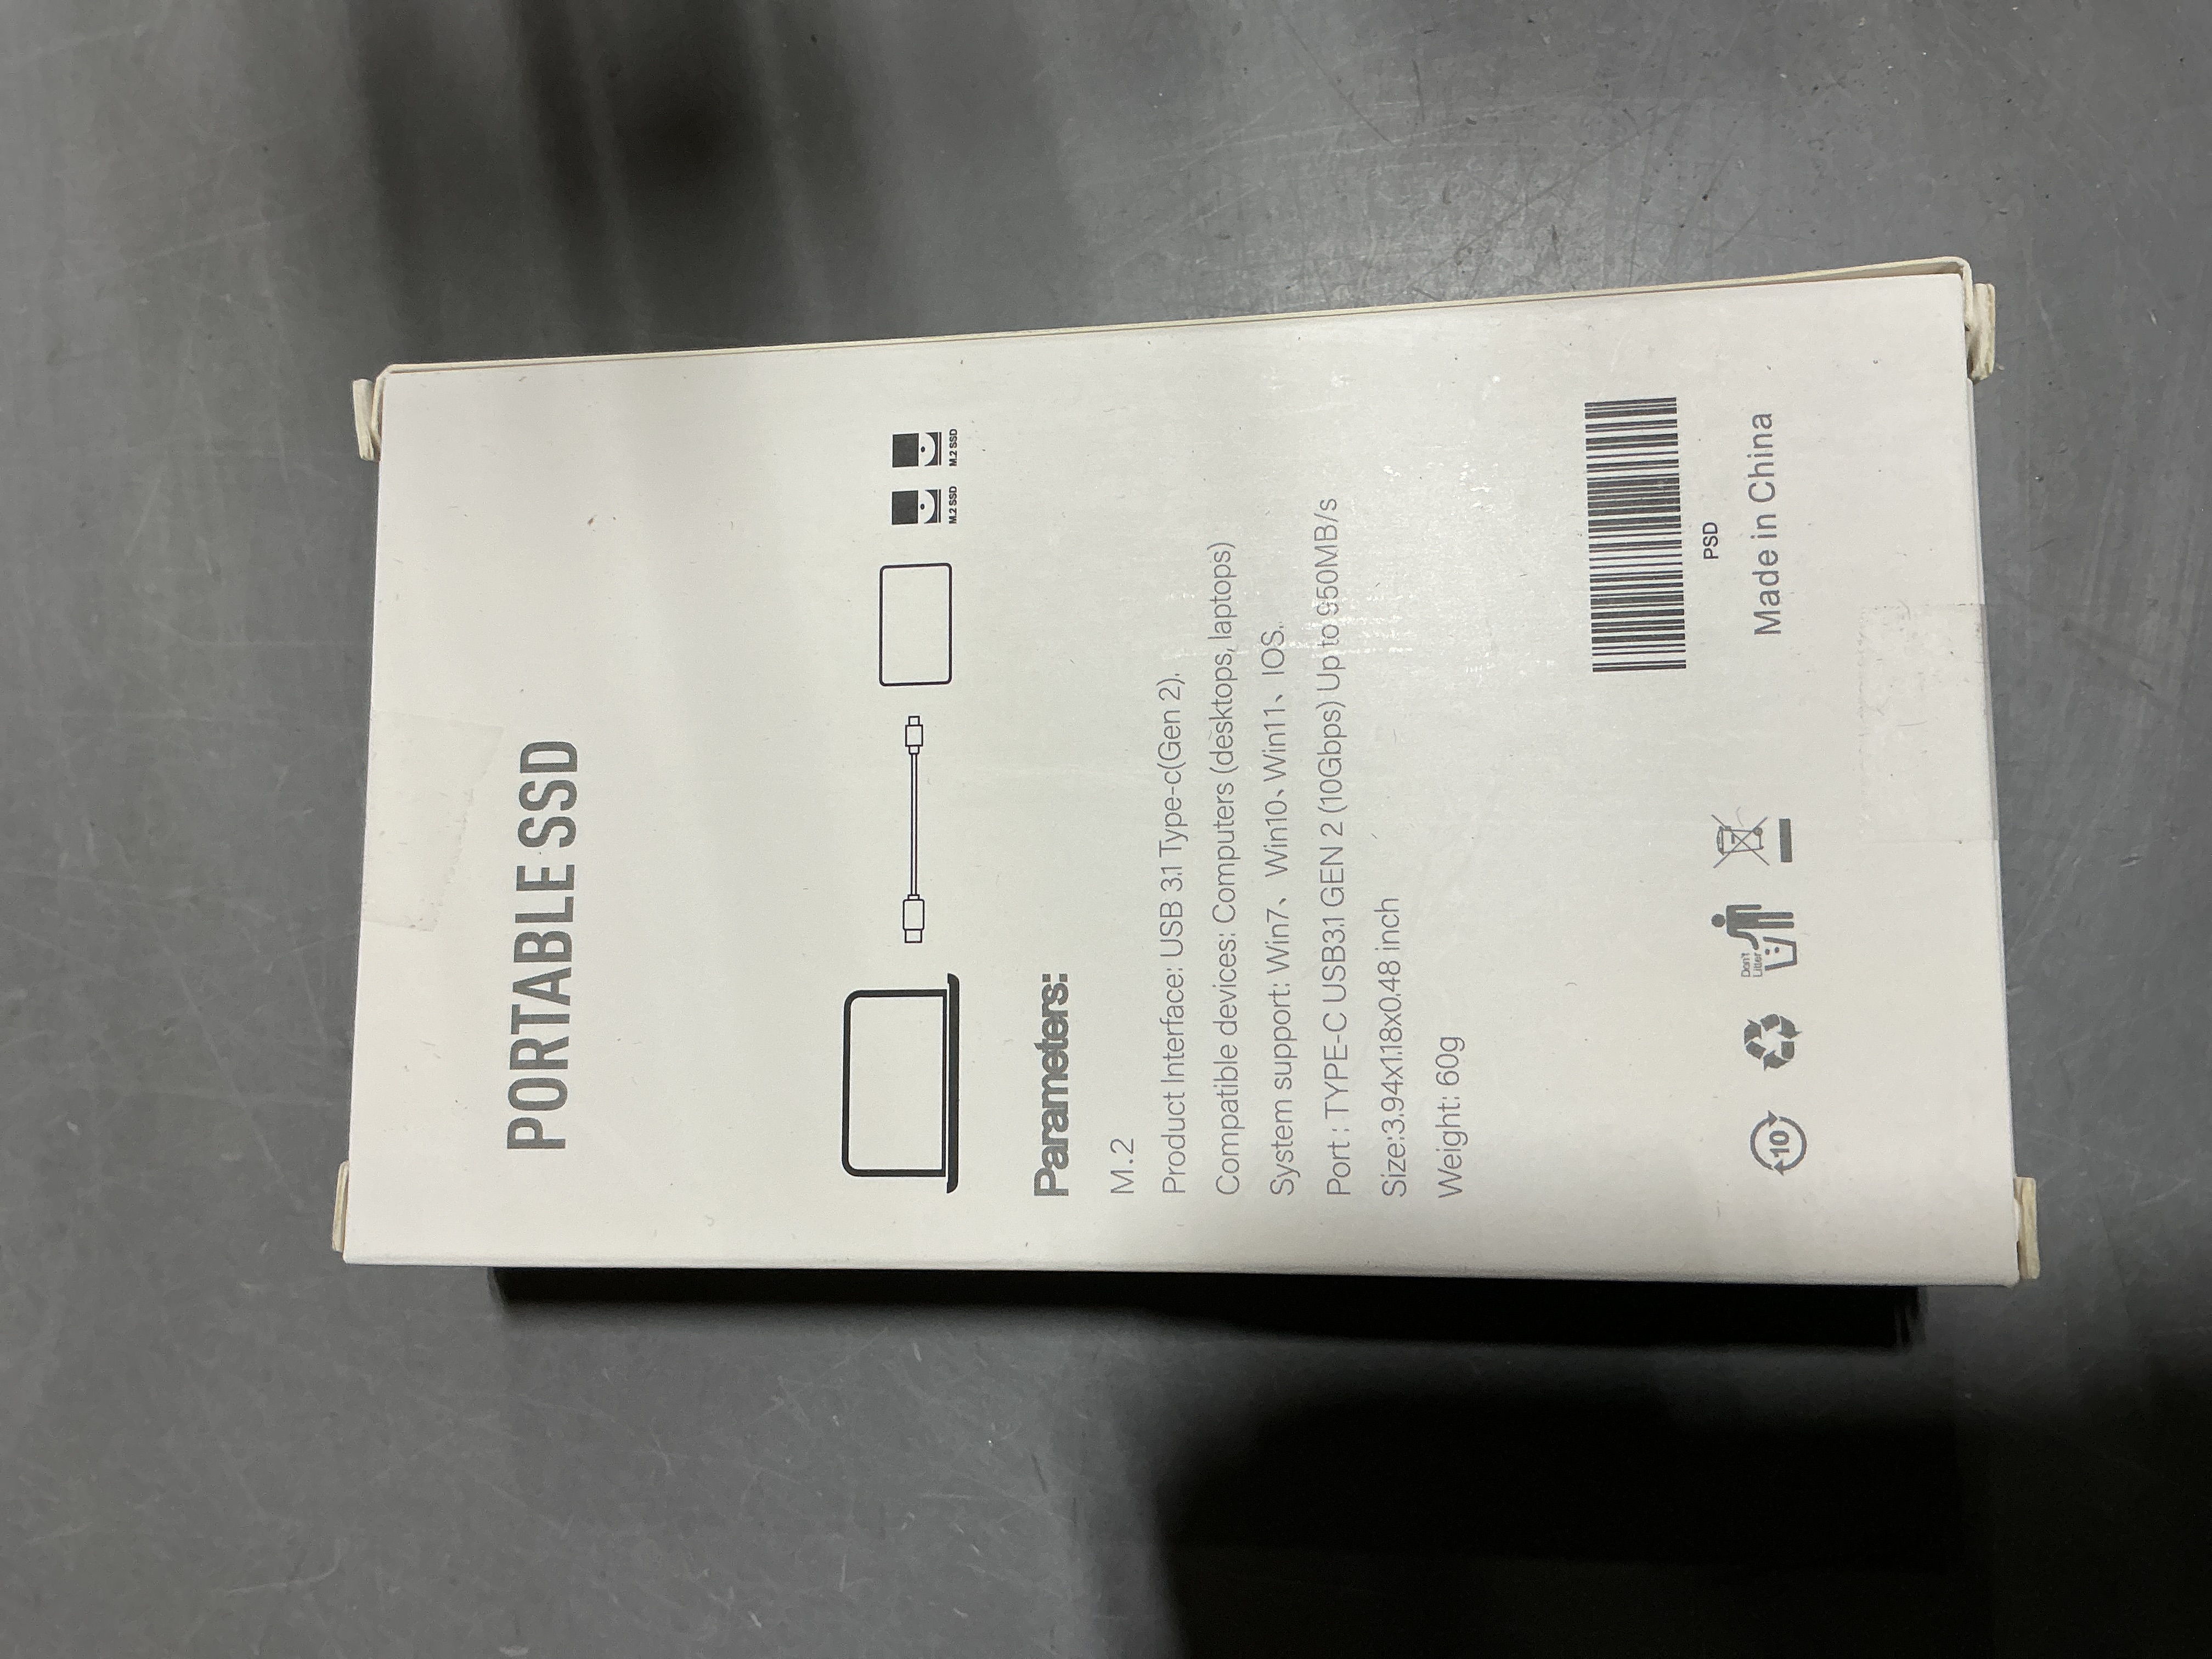 PORTABLE SSD
M.2 SSD
M.2 SSD
Parameters:
M.2
Product Interface: USB 3.1 Type-c(Gen 2).
Compatible devices: Computers (desktops, laptops)
System support: Win7、Win10、Win11、IOS.
Port : TYPE-C USB3.1 GEN 2 (10Gbps) Up to 950MB/s
Size:3.94x1.18x0.48 inch
Weight: 60g
10
Don't
Litter
PSD
Made in China